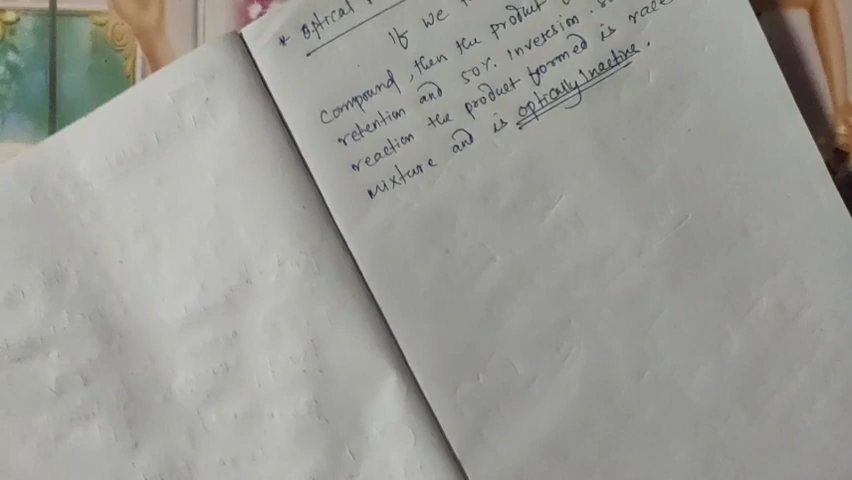 * optical
If we
compound, then the product
retention and 50%. Inversion
reaction the product formed is race
mixture and is optically inactive.